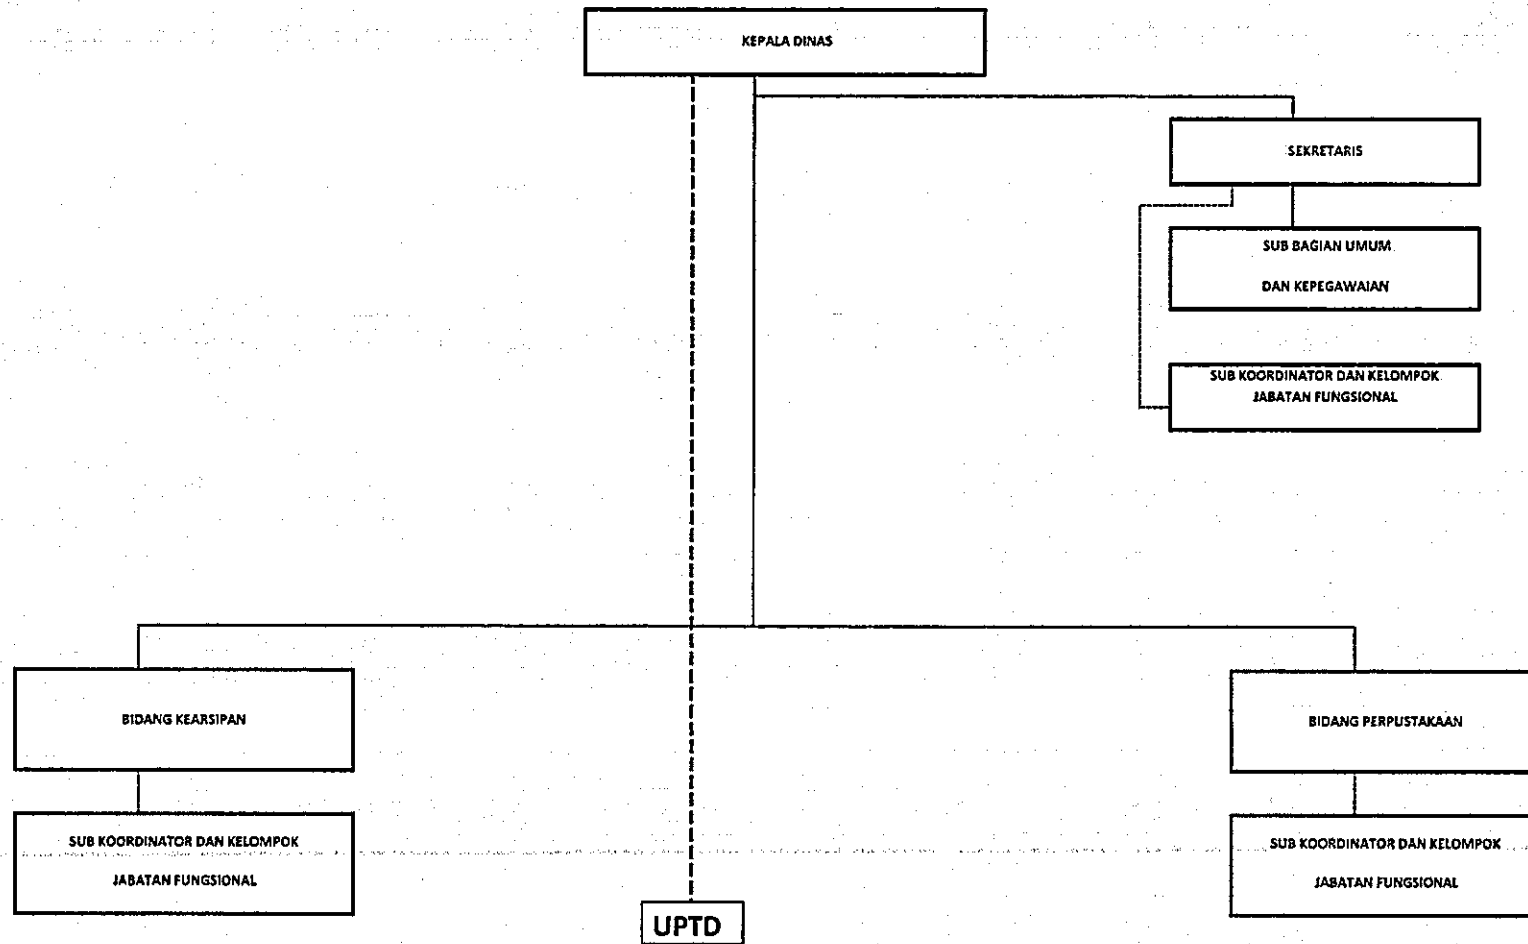 KEPALA DINAS
SEKRETARIS
SUB BAGIAN UMUM
DAN KEPEGAWAIAN
SUB KOORDINATOR DAN KELOMPOK
JABATAN FUNGSIONAL
BIDANG KEARSIPAN
BIDANG PERPUSTAKAAN
SUB KOORDINATOR DAN KELOMPOK
JABATAN FUNGSIONAL
SUB KOORDINATOR DAN KELOMPOK
JABATAN FUNGSIONAL
UPTD